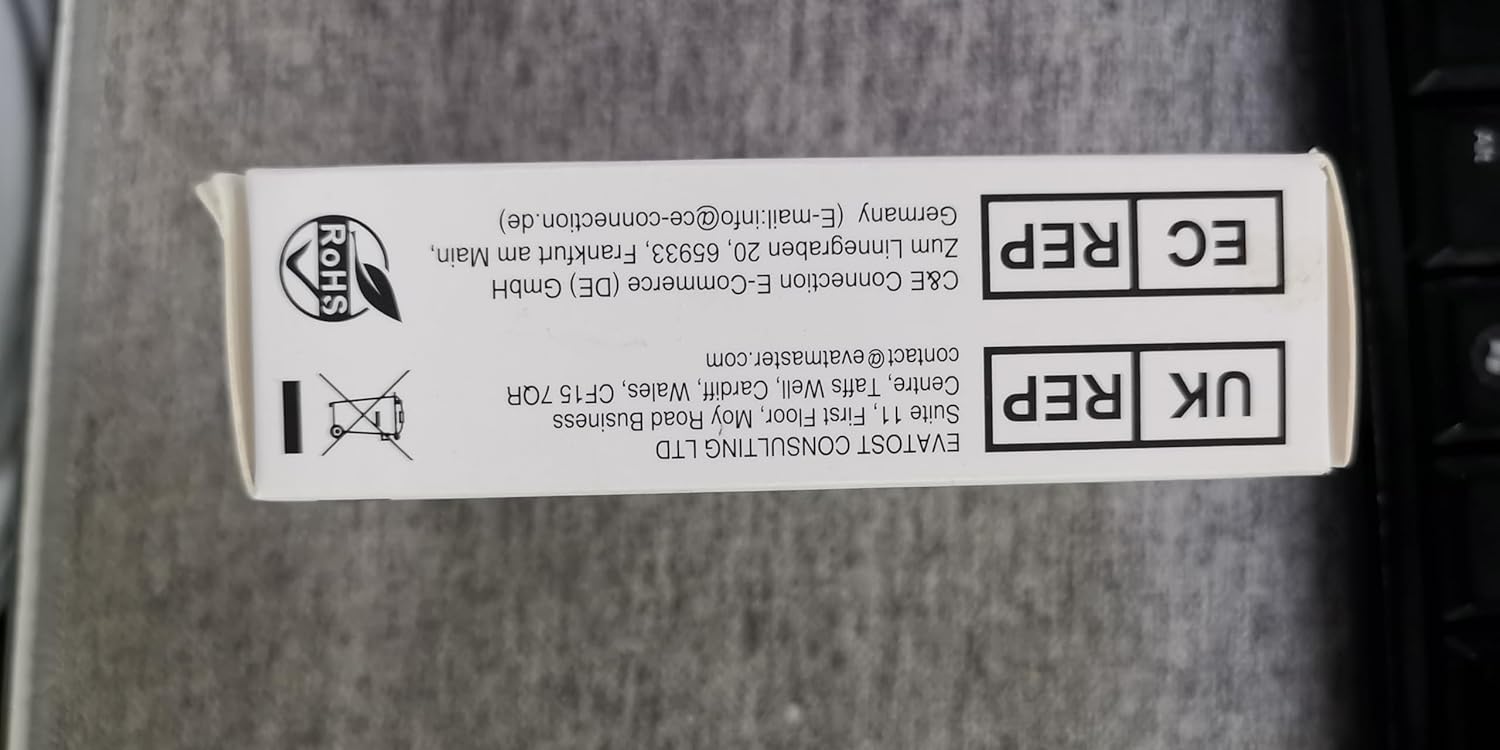 UK REP
EVATOST CONSULTING LTD
Suite 11, First Floor, Moy Road Business
Centre, Taffs Well, Cardiff, Wales, CF15 7QR
contact@evatmaster.com
EC REP
C&E Connection E-Commerce (DE) GmbH
Zum Linnegraben 20, 65933, Frankfurt am Main,
Germany (E-mail:info@ce-connection.de)
RoHS